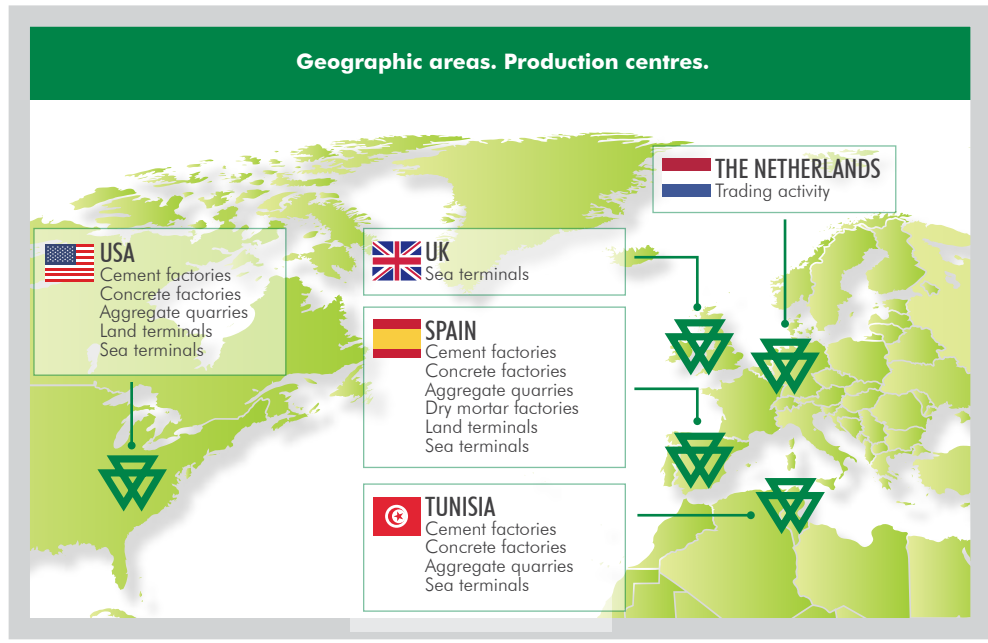 Geographic areas. Production centres.
THE NETHERLANDS
Trading activity
USA
Cement factories
Concrete factories
Aggregate quarries
Land terminals
Sea terminals
UK
Sea terminals
SPAIN
Cement factories
Concrete factories
Aggregate quarries
Dry mortar factories
Land terminals
Sea terminals
TUNISIA
Cement factories
Concrete factories
Aggregate quarries
Sea terminals